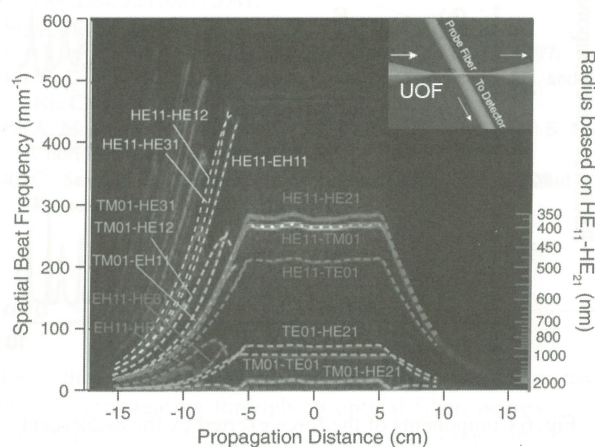 600
500
400
300
200
100
0
Spatial Beat Frequency (mm⁻¹)
-15
-10
-5
0
5
10
15
Propagation Distance (cm)
350
400
450
500
600
700
800
1000
2000
Radius based on HE₁₁-HE₂₁ (nm)
UOF
Probe Fiber
To Detector
HE11-HE12
HE11-HE31
HE11-EH11
TM01-HE31
TM01-HE12
TM01-EH11
EH11-HE31
HE11-HE21
HE11-TM01
HE11-TE01
TE01-HE21
TM01-TE01
TM01-HE21